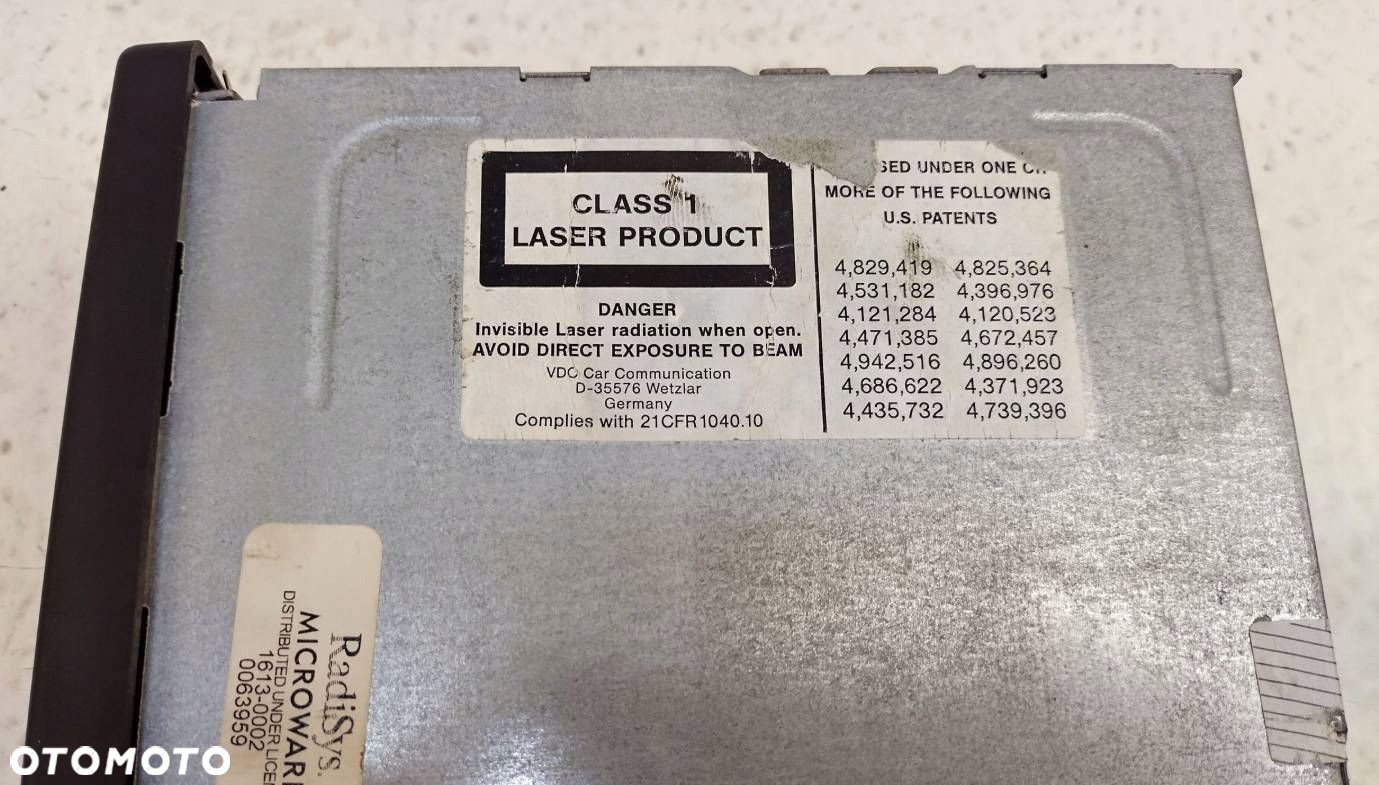 CLASS 1
LASER PRODUCT
DANGER
Invisible Laser radiation when open.
AVOID DIRECT EXPOSURE TO BEAM
VDO Car Communication
D-35576 Wetzlar
Germany
Complies with 21CFR1040.10
UNDER ONE
MORE OF THE FOLLOWING
U.S. PATENTS
4,829,419 4,825,364
4,531,182 4,396,976
4,121,284 4,120,523
4,471,385 4,672,457
4,942,516 4,896,260
4,686,622 4,371,923
4,435,732 4,739,396
RadiSys.
MICROWARE
DISTRIBUTED UNDER
1613-0002
0063959
OTOMOTO